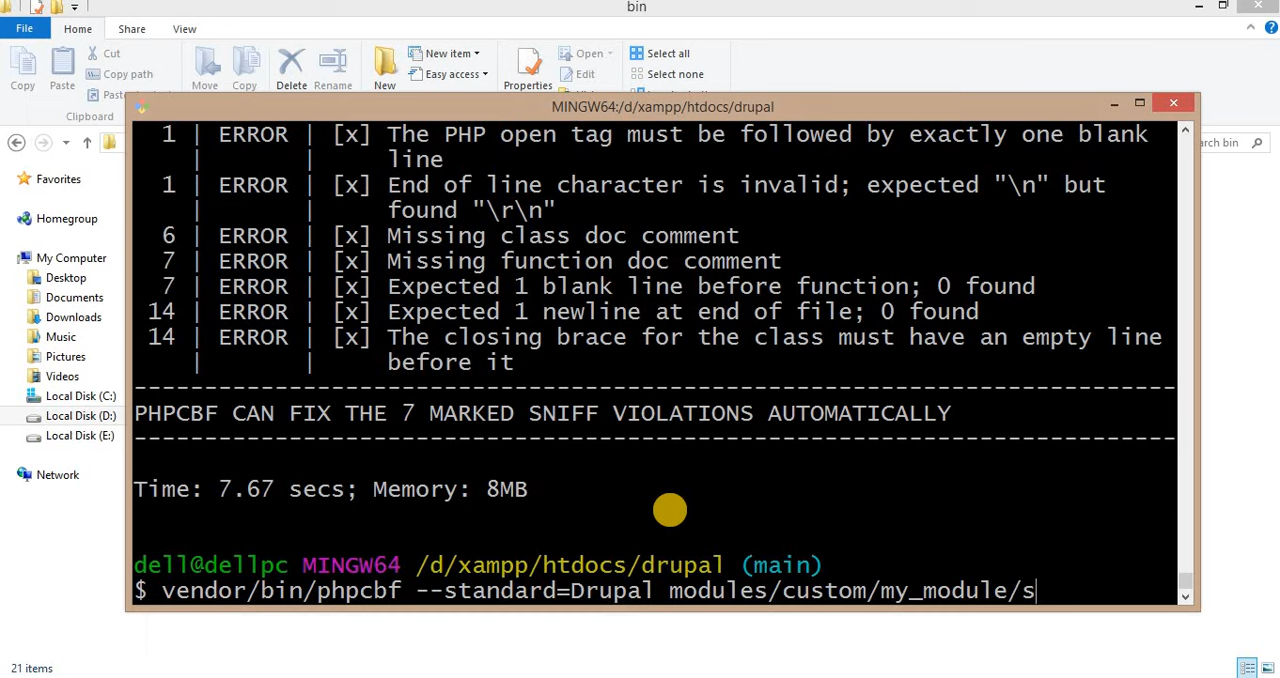 bin
File Home Share View
Cut
Copy path
Copy Paste
Clipboard
Move Copy Delete Rename New
New item
Easy access
Properties
Open
Edit
Select all
Select none
MINGW64:/d/xampp/htdocs/drupal
1 | ERROR | [x] The PHP open tag must be followed by exactly one blank
| | line
1 | ERROR | [x] End of line character is invalid; expected "\n" but
| | found "\r\n"
6 | ERROR | [x] Missing class doc comment
7 | ERROR | [x] Missing function doc comment
7 | ERROR | [x] Expected 1 blank line before function; 0 found
14 | ERROR | [x] Expected 1 newline at end of file; 0 found
14 | ERROR | [x] The closing brace for the class must have an empty line
| | before it
--------------------------------------------------------------------------
PHPCBF CAN FIX THE 7 MARKED SNIFF VIOLATIONS AUTOMATICALLY
--------------------------------------------------------------------------
Time: 7.67 secs; Memory: 8MB
dell@dellpc MINGW64 /d/xampp/htdocs/drupal (main)
$ vendor/bin/phpcbf --standard=Drupal modules/custom/my_module/s
Favorites
Homegroup
My Computer
Desktop
Documents
Downloads
Music
Pictures
Videos
Local Disk (C:)
Local Disk (D:)
Local Disk (E:)
Network
21 items